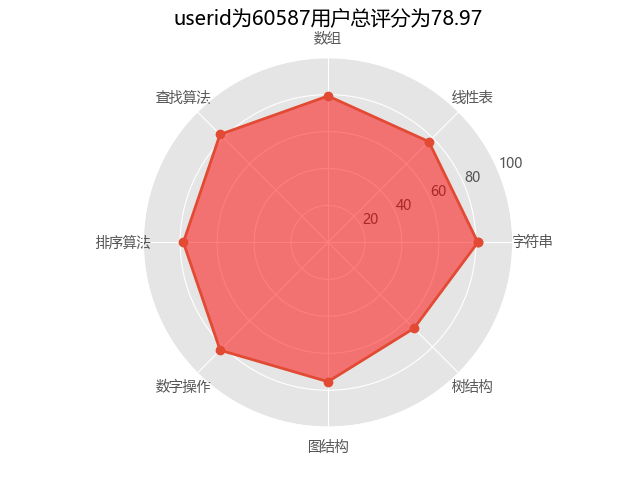 userid为60587用户总评分为78.97
数组
查找算法
线性表
100
80
60
40
20
排序算法
字符串
数字操作
树结构
图结构